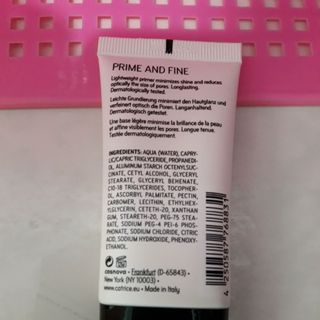 PRIME AND FINE
Lightweight primer minimizes shine and reduces
optically the size of pores. Longlasting.
Dermatologically tested.
Leichte Grundierung minimiert den Hautglanz und
verfeinert optisch die Poren. Langanhaltend.
Dermatologisch getestet.
Une base légère minimise la brillance de la peau
et affine visiblement les pores. Longue tenue.
Testée dermatologiquement.
INGREDIENTS: AQUA (WATER), CAPRY-
LIC/CAPRIC TRIGLYCERIDE, PROPANEDI-
OL, ALUMINUM STARCH OCTENYLSUC-
CINATE, CETYL ALCOHOL, GLYCERYL
STEARATE, GLYCERYL BEHENATE,
C10-18 TRIGLYCERIDES, TOCOPHER-
OL, ASCORBYL PALMITATE, PECTIN,
CARBOMER, LECITHIN, ETHYLHEX-
YLGLYCERIN, CETETH-20, XANTHAN
GUM, STEARETH-20, PEG-75 STEAR-
ATE, SODIUM PEG-4 PEI-6 PHOS-
PHONATE, SODIUM CHLORIDE, CITRIC
ACID, SODIUM HYDROXIDE, PHENOXY-
ETHANOL.
cosnova • Frankfurt (D-65843) •
New York (NY 10003) •
www.catrice.eu • Made in Italy
4 250587 768831